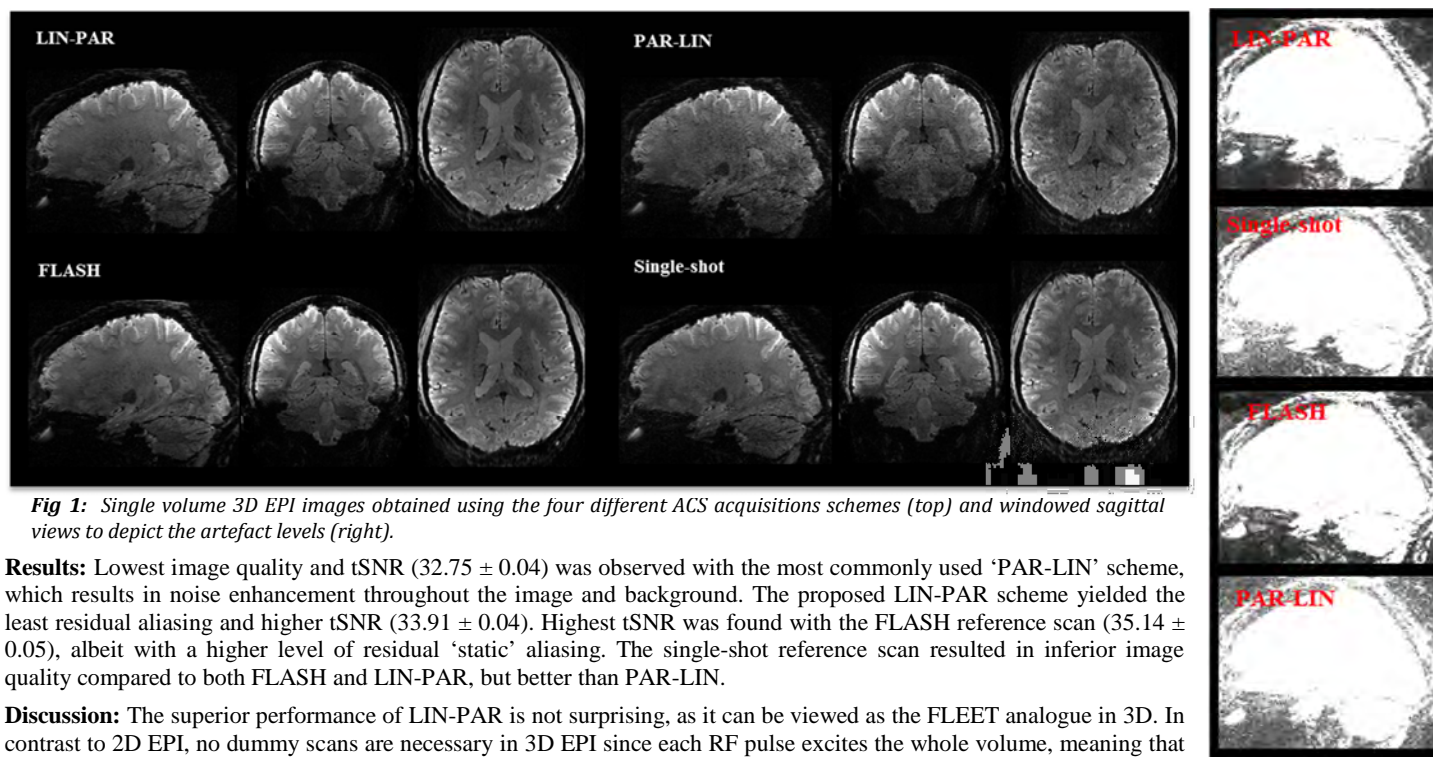 LIN-PAR
PAR-LIN
FLASH
Single-shot
LIN-PAR
Single-shot
FLASH
PAR-LIN
Fig 1: Single volume 3D EPI images obtained using the four different ACS acquisitions schemes (top) and windowed sagittal
views to depict the artefact levels (right).
Results: Lowest image quality and tSNR (32.75 ± 0.04) was observed with the most commonly used ‘PAR-LIN’ scheme,
which results in noise enhancement throughout the image and background. The proposed LIN-PAR scheme yielded the
least residual aliasing and higher tSNR (33.91 ± 0.04). Highest tSNR was found with the FLASH reference scan (35.14 ±
0.05), albeit with a higher level of residual ‘static’ aliasing. The single-shot reference scan resulted in inferior image
quality compared to both FLASH and LIN-PAR, but better than PAR-LIN.
Discussion: The superior performance of LIN-PAR is not surprising, as it can be viewed as the FLEET analogue in 3D. In
contrast to 2D EPI, no dummy scans are necessary in 3D EPI since each RF pulse excites the whole volume, meaning that